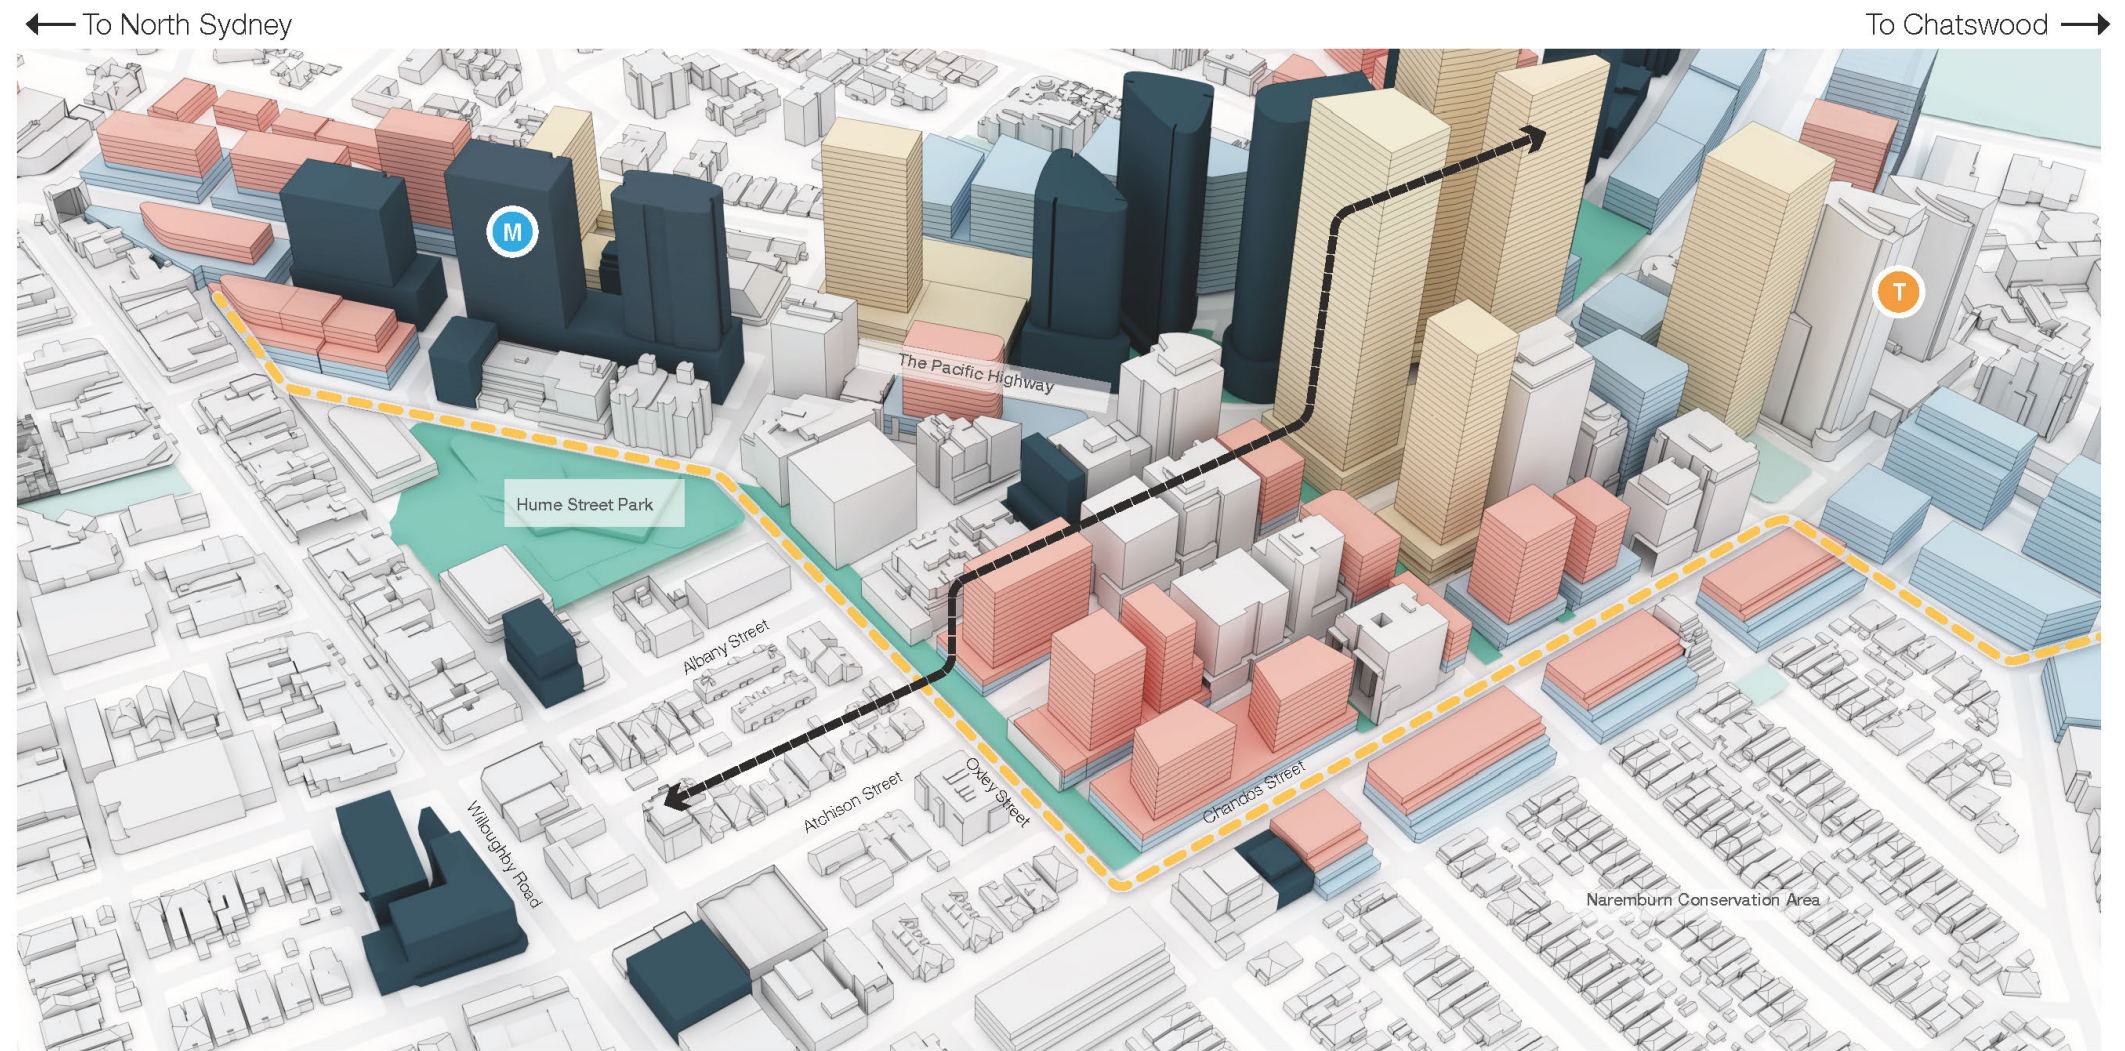 To North Sydney
To Chatswood
M
T
The Pacific Highway
Hume Street Park
Albany Street
Oxley Street
Atchison Street
Chandos Street
Willoughby Road
Naremburn Conservation Area